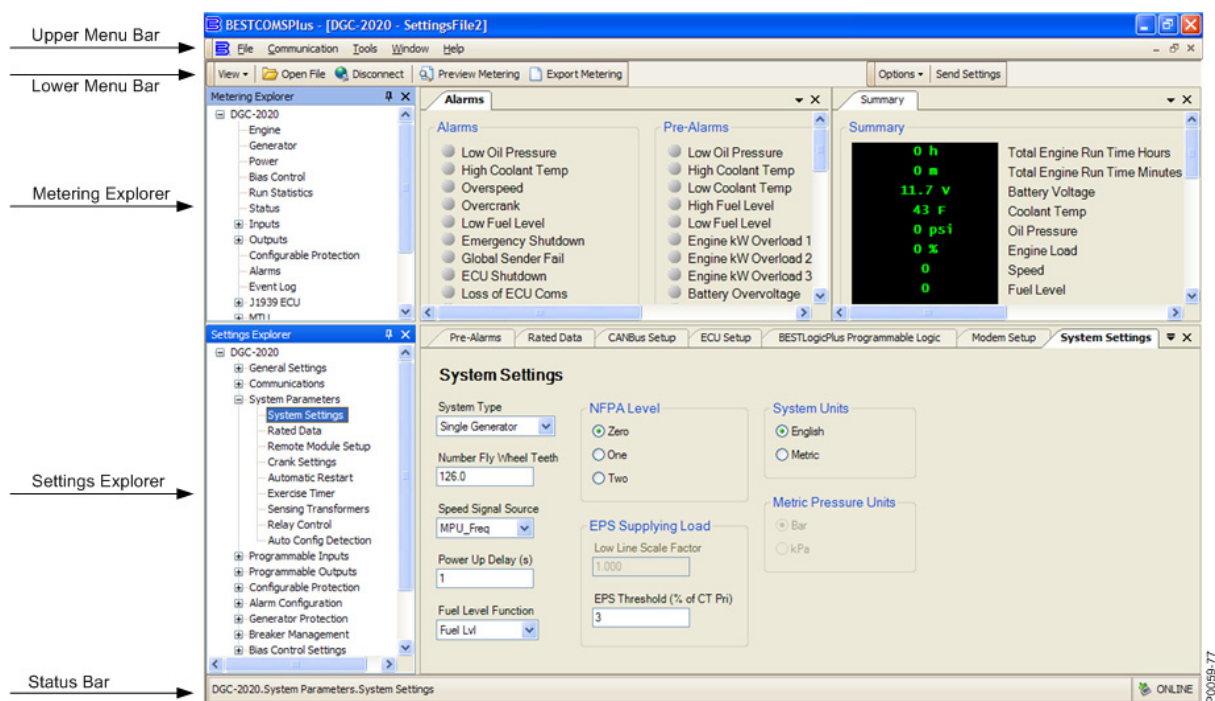 Upper Menu Bar
Lower Menu Bar
Metering Explorer
Settings Explorer
Status Bar
BESTCOMSPlus - [DGC-2020 - SettingsFile2]
File Communication Tools Window Help
View Open File Disconnect Preview Metering Export Metering Options Send Settings
Metering Explorer
DGC-2020
Engine
Generator
Power
Bias Control
Run Statistics
Status
Inputs
Outputs
Configurable Protection
Alarms
Event Log
J1939 ECU
MTU
Alarms
Alarms
Low Oil Pressure
High Coolant Temp
Overspeed
Overcrank
Low Fuel Level
Emergency Shutdown
Global Sender Fail
ECU Shutdown
Loss of ECU Coms
Pre-Alarms
Low Oil Pressure
High Coolant Temp
Low Coolant Temp
High Fuel Level
Low Fuel Level
Engine kW Overload 1
Engine kW Overload 2
Engine kW Overload 3
Battery Overvoltage
Summary
Summary
0 h Total Engine Run Time Hours
0 m Total Engine Run Time Minutes
11.7 V Battery Voltage
43 F Coolant Temp
0 psi Oil Pressure
0 % Engine Load
0 Speed
0 Fuel Level
Settings Explorer
DGC-2020
General Settings
Communications
System Parameters
System Settings
Rated Data
Remote Module Setup
Crank Settings
Automatic Restart
Exercise Timer
Sensing Transformers
Relay Control
Auto Config Detection
Programmable Inputs
Programmable Outputs
Configurable Protection
Alarm Configuration
Generator Protection
Breaker Management
Bias Control Settings
Pre-Alarms Rated Data CANBus Setup ECU Setup BESTLogicPlus Programmable Logic Modem Setup System Settings
System Settings
System Type
Single Generator
Number Fly Wheel Teeth
126.0
Speed Signal Source
MPU_Freq
Power Up Delay (s)
1
Fuel Level Function
Fuel Lvl
NFPA Level
Zero
One
Two
EPS Supplying Load
Low Line Scale Factor
1.000
EPS Threshold (% of CT Pri)
3
System Units
English
Metric
Metric Pressure Units
Bar
kPa
DGC-2020.System Parameters.System Settings
ONLINE
P0059-77